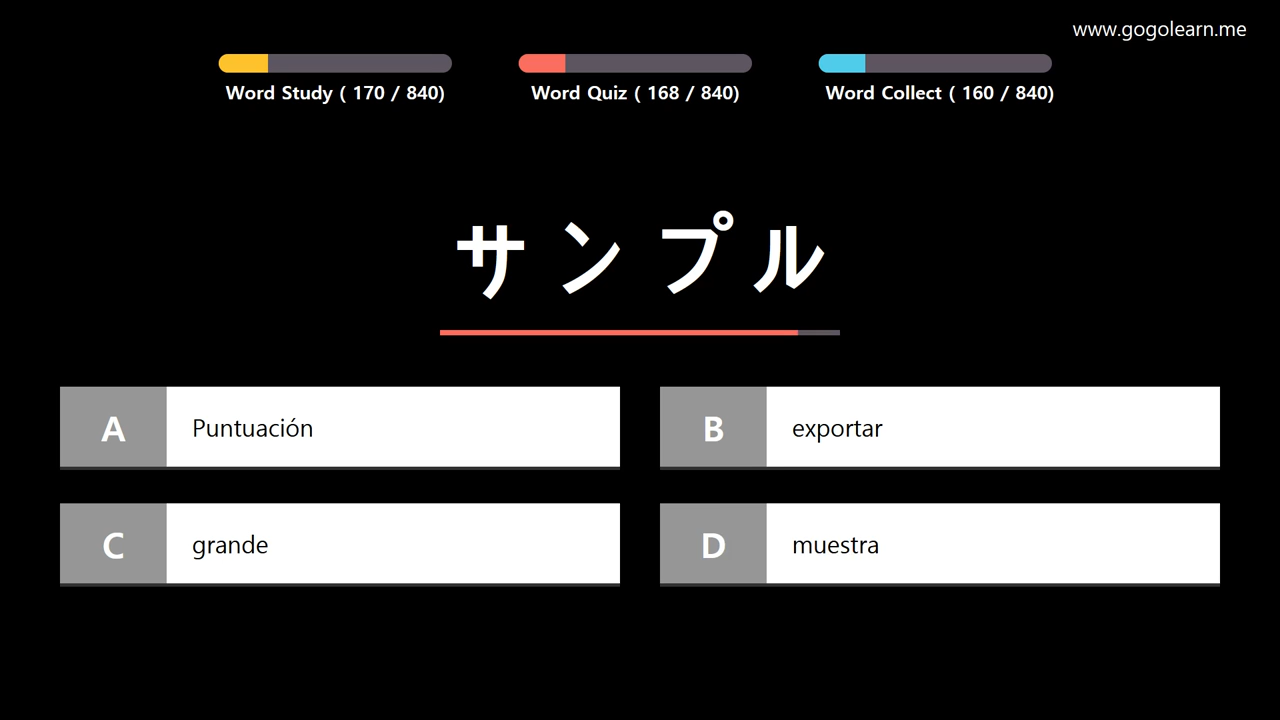 www.gogolearn.me
Word Study ( 170 / 840)
Word Quiz ( 168 / 840)
Word Collect ( 160 / 840)
サンプル
A Puntuación
B exportar
C grande
D muestra